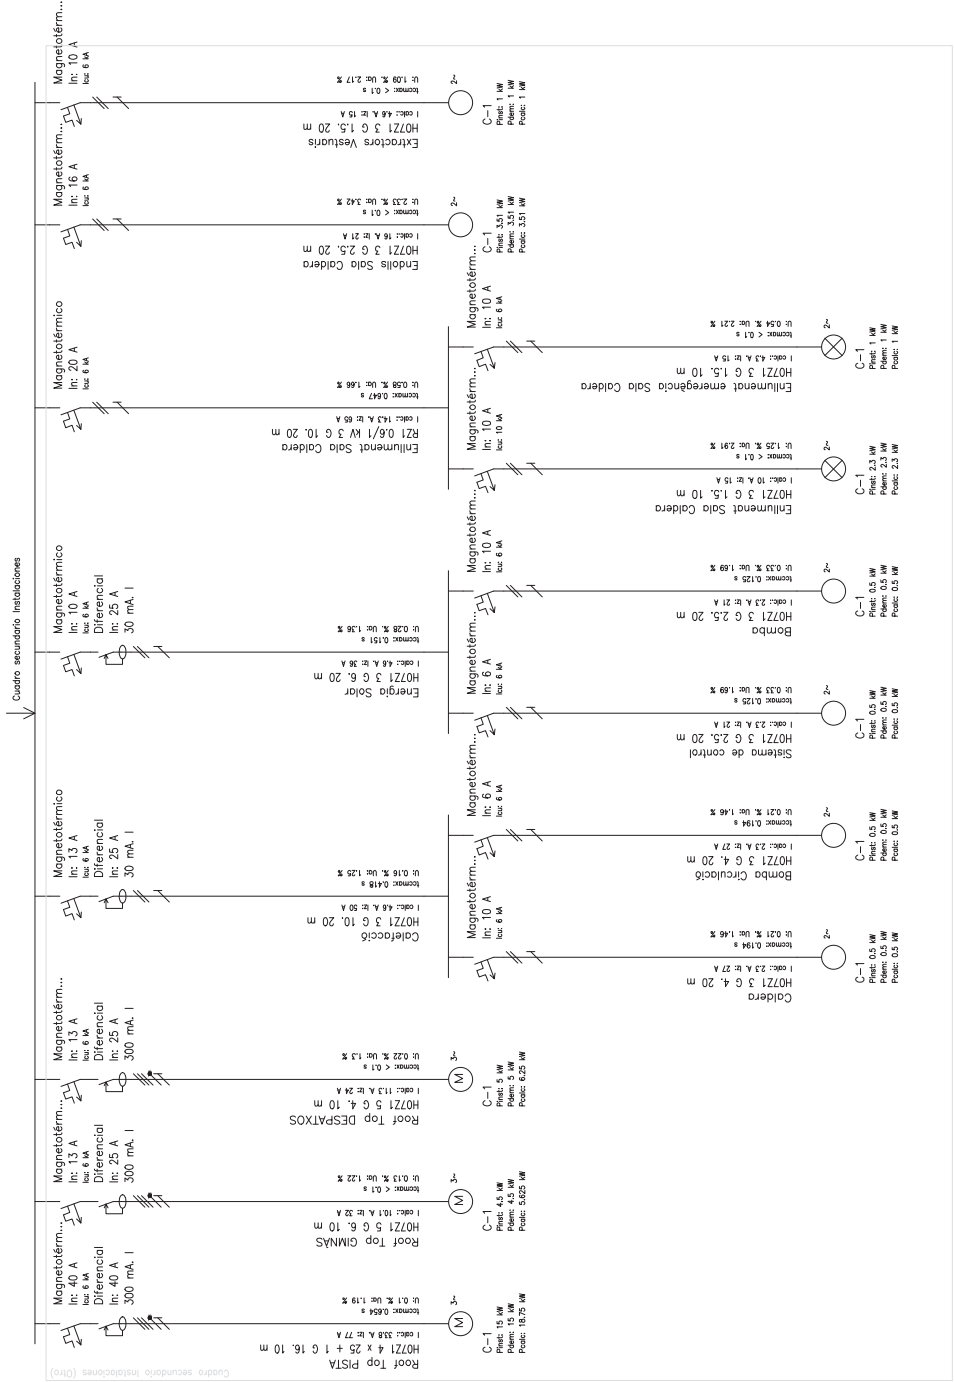 Cuadro secundario Instalaciones
Magnetotérm...
In: 10 A
Icu: 6 kA
U: 1.09 %, Ua: 2.17 %
tccmax: < 0.1 s
I calc.: 4.6 A, Iz: 15 A
H07Z1 3 G 1.5. 20 m
Extractors Vestuaris
2~
C-1
Pinst: 1 kW
Pdem: 1 kW
Pcalc: 1 kW
Magnetotérm...
In: 16 A
Icu: 6 kA
U: 2.33 %, Ua: 3.42 %
tccmax: < 0.1 s
I calc.: 16 A, Iz: 21 A
H07Z1 3 G 2.5. 20 m
Endolls Sala Caldera
2~
C-1
Pinst: 3.51 kW
Pdem: 3.51 kW
Pcalc: 3.51 kW
Magnetotérmico
In: 20 A
Icu: 6 kA
U: 0.58 %, Ua: 1.66 %
tccmax: 0.647 s
I calc.: 14.3 A, Iz: 65 A
RZ1 0.6/1 kV 3 G 10. 20 m
Enllumenat Sala Caldera
Magnetotérm...
In: 10 A
Icu: 6 kA
U: 0.54 %, Ua: 2.21 %
tccmax: < 0.1 s
I calc.: 4.3 A, Iz: 15 A
H07Z1 3 G 1.5. 10 m
Enllumenat emeregència Sala Caldera
2~
C-1
Pinst: 1 kW
Pdem: 1 kW
Pcalc: 1 kW
Magnetotérm...
In: 10 A
Icu: 10 kA
U: 1.25 %, Ua: 2.91 %
tccmax: < 0.1 s
I calc.: 10 A, Iz: 15 A
H07Z1 3 G 1.5. 10 m
Enllumenat Sala Caldera
2~
C-1
Pinst: 2.3 kW
Pdem: 2.3 kW
Pcalc: 2.3 kW
Magnetotérmico
In: 10 A
Icu: 6 kA
Diferencial
In: 25 A
30 mA. I
U: 0.28 %, Ua: 1.36 %
tccmax: 0.151 s
I calc.: 4.6 A, Iz: 36 A
H07Z1 3 G 6. 20 m
Energia Solar
Magnetotérm...
In: 10 A
Icu: 6 kA
U: 0.33 %, Ua: 1.69 %
tccmax: 0.125 s
I calc.: 2.3 A, Iz: 21 A
H07Z1 3 G 2.5. 20 m
Bomba
2~
C-1
Pinst: 0.5 kW
Pdem: 0.5 kW
Pcalc: 0.5 kW
Magnetotérm...
In: 6 A
Icu: 6 kA
U: 0.33 %, Ua: 1.69 %
tccmax: 0.125 s
I calc.: 2.3 A, Iz: 21 A
H07Z1 3 G 2.5. 20 m
Sistema de control
2~
C-1
Pinst: 0.5 kW
Pdem: 0.5 kW
Pcalc: 0.5 kW
Magnetotérmico
In: 13 A
Icu: 6 kA
Diferencial
In: 25 A
30 mA. I
U: 0.16 %, Ua: 1.25 %
tccmax: 0.418 s
I calc.: 4.6 A, Iz: 50 A
H07Z1 3 G 10. 20 m
Calefacció
Magnetotérm...
In: 6 A
Icu: 6 kA
U: 0.21 %, Ua: 1.46 %
tccmax: 0.194 s
I calc.: 2.3 A, Iz: 27 A
H07Z1 3 G 4. 20 m
Bomba Circulació
2~
C-1
Pinst: 0.5 kW
Pdem: 0.5 kW
Pcalc: 0.5 kW
Magnetotérm...
In: 10 A
Icu: 6 kA
U: 0.21 %, Ua: 1.46 %
tccmax: 0.194 s
I calc.: 2.3 A, Iz: 27 A
H07Z1 3 G 4. 20 m
Caldera
2~
C-1
Pinst: 0.5 kW
Pdem: 0.5 kW
Pcalc: 0.5 kW
Magnetotérm...
In: 13 A
Icu: 6 kA
Diferencial
In: 25 A
300 mA. I
U: 0.22 %, Ua: 1.3 %
tccmax: < 0.1 s
I calc.: 11.3 A, Iz: 24 A
H07Z1 5 G 4. 10 m
Roof Top DESPATXOS
M
3~
C-1
Pinst: 5 kW
Pdem: 5 kW
Pcalc: 6.25 kW
Magnetotérm...
In: 13 A
Icu: 6 kA
Diferencial
In: 25 A
300 mA. I
U: 0.13 %, Ua: 1.22 %
tccmax: < 0.1 s
I calc.: 10.1 A, Iz: 32 A
H07Z1 5 G 6. 10 m
Roof Top GIMNÀS
M
3~
C-1
Pinst: 4.5 kW
Pdem: 4.5 kW
Pcalc: 5.625 kW
Magnetotérm...
In: 40 A
Icu: 6 kA
Diferencial
In: 40 A
300 mA. I
U: 0.1 %, Ua: 1.19 %
tccmax: 0.654 s
I calc.: 33.8 A, Iz: 77 A
H07Z1 4 x 25 + 1 G 16. 10 m
Roof Top PISTA
M
3~
C-1
Pinst: 15 kW
Pdem: 15 kW
Pcalc: 18.75 kW
Cuadro secundario Instalaciones (Otro)